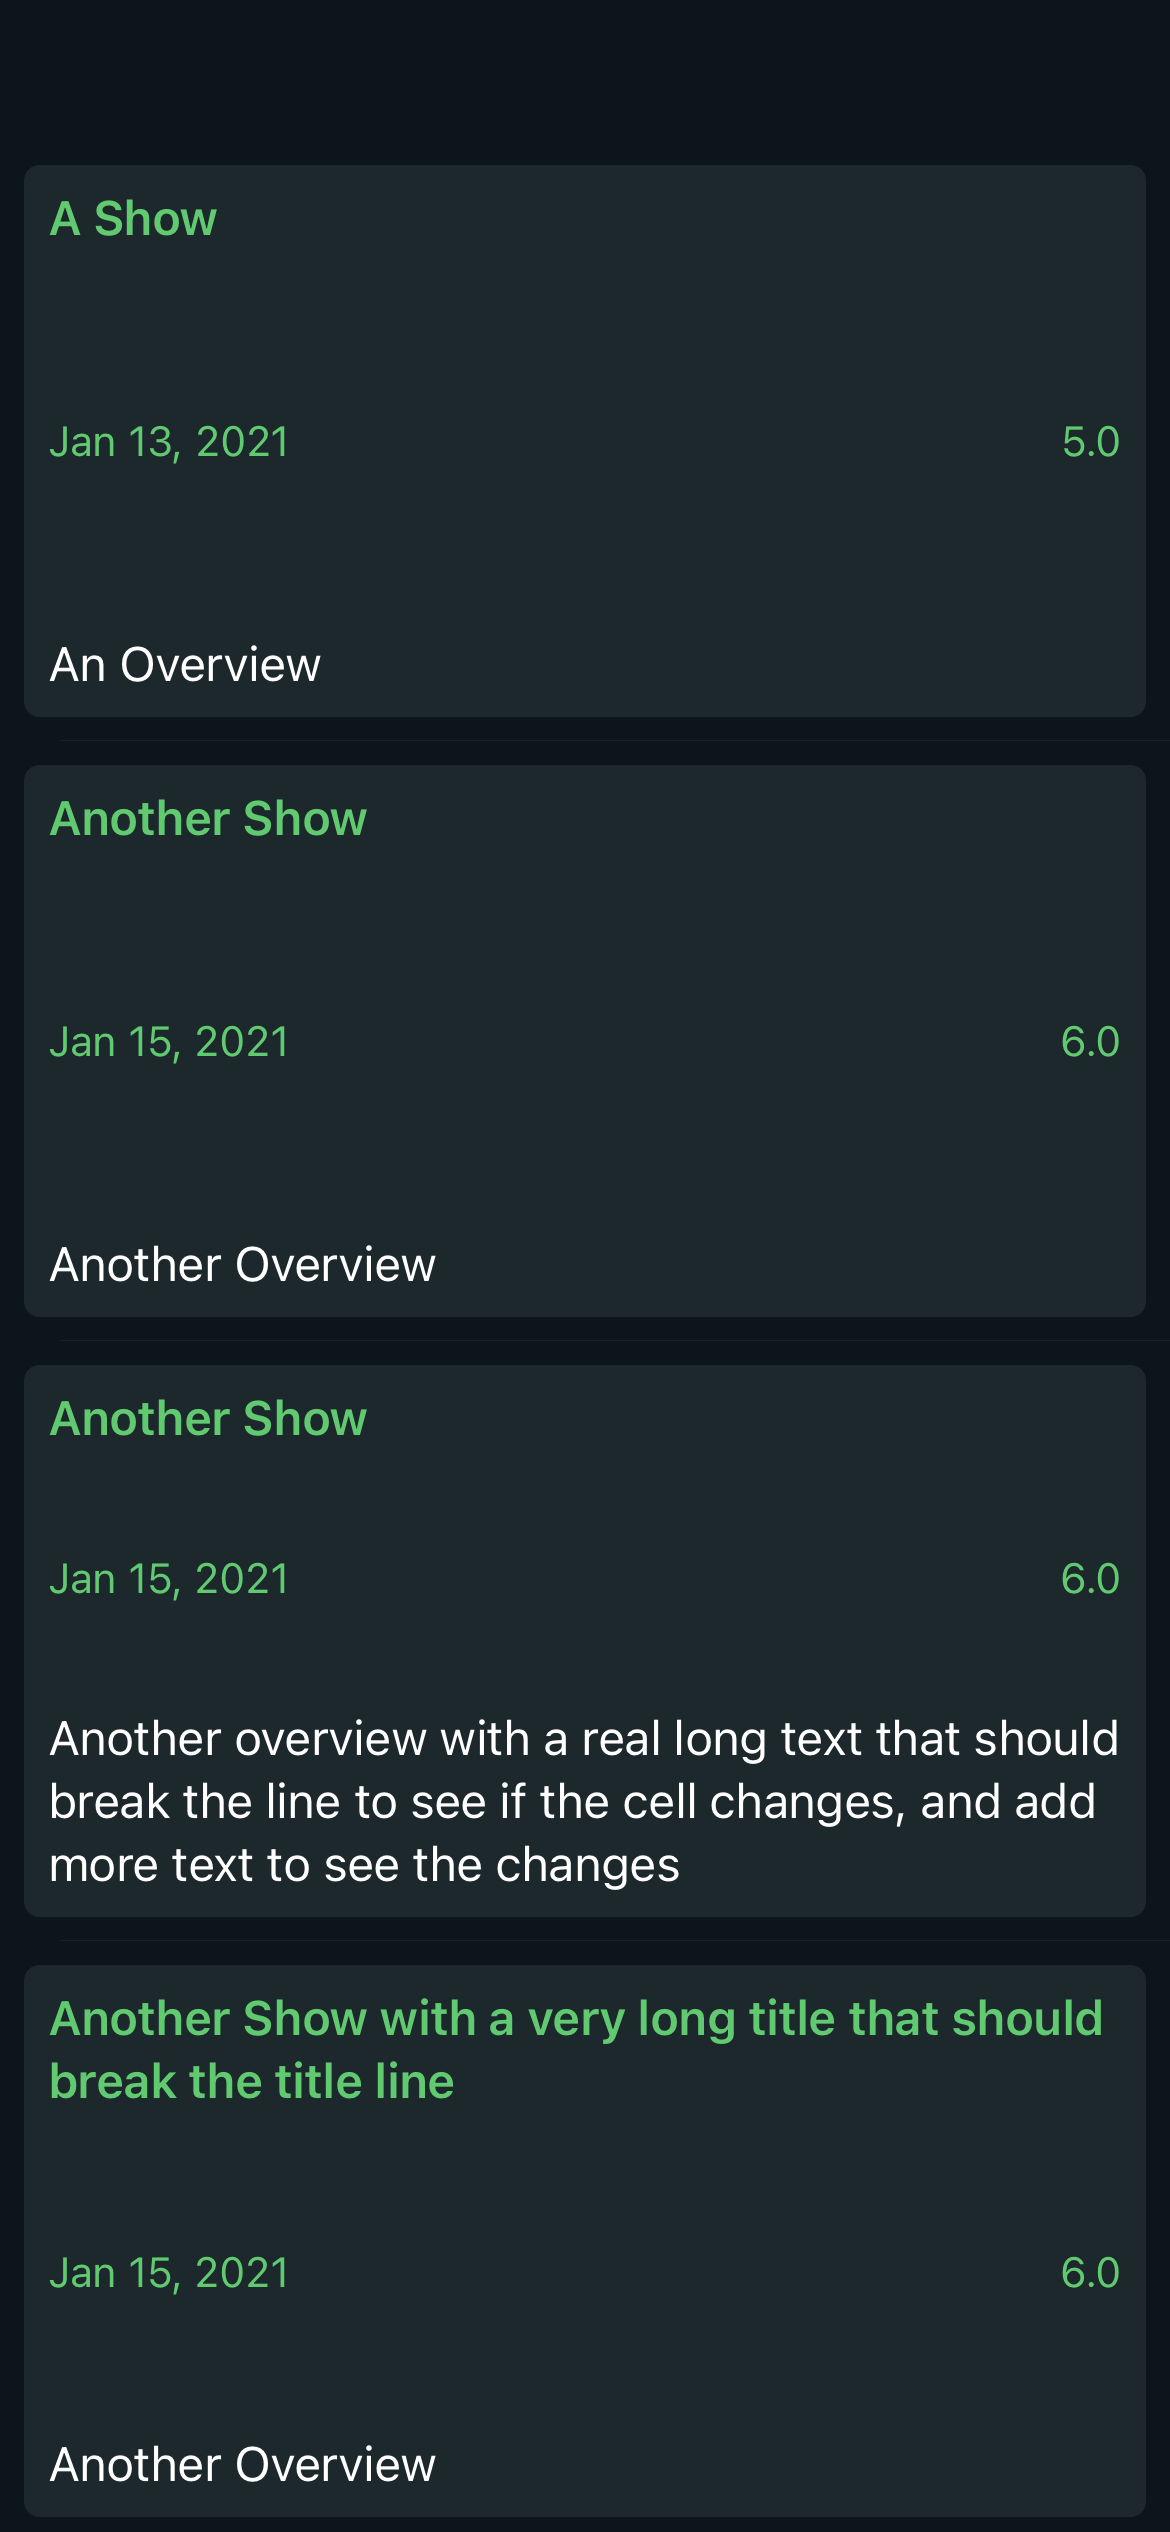 A Show
Jan 13, 2021 5.0
An Overview
Another Show
Jan 15, 2021 6.0
Another Overview
Another Show
Jan 15, 2021 6.0
Another overview with a real long text that should
break the line to see if the cell changes, and add
more text to see the changes
Another Show with a very long title that should
break the title line
Jan 15, 2021 6.0
Another Overview